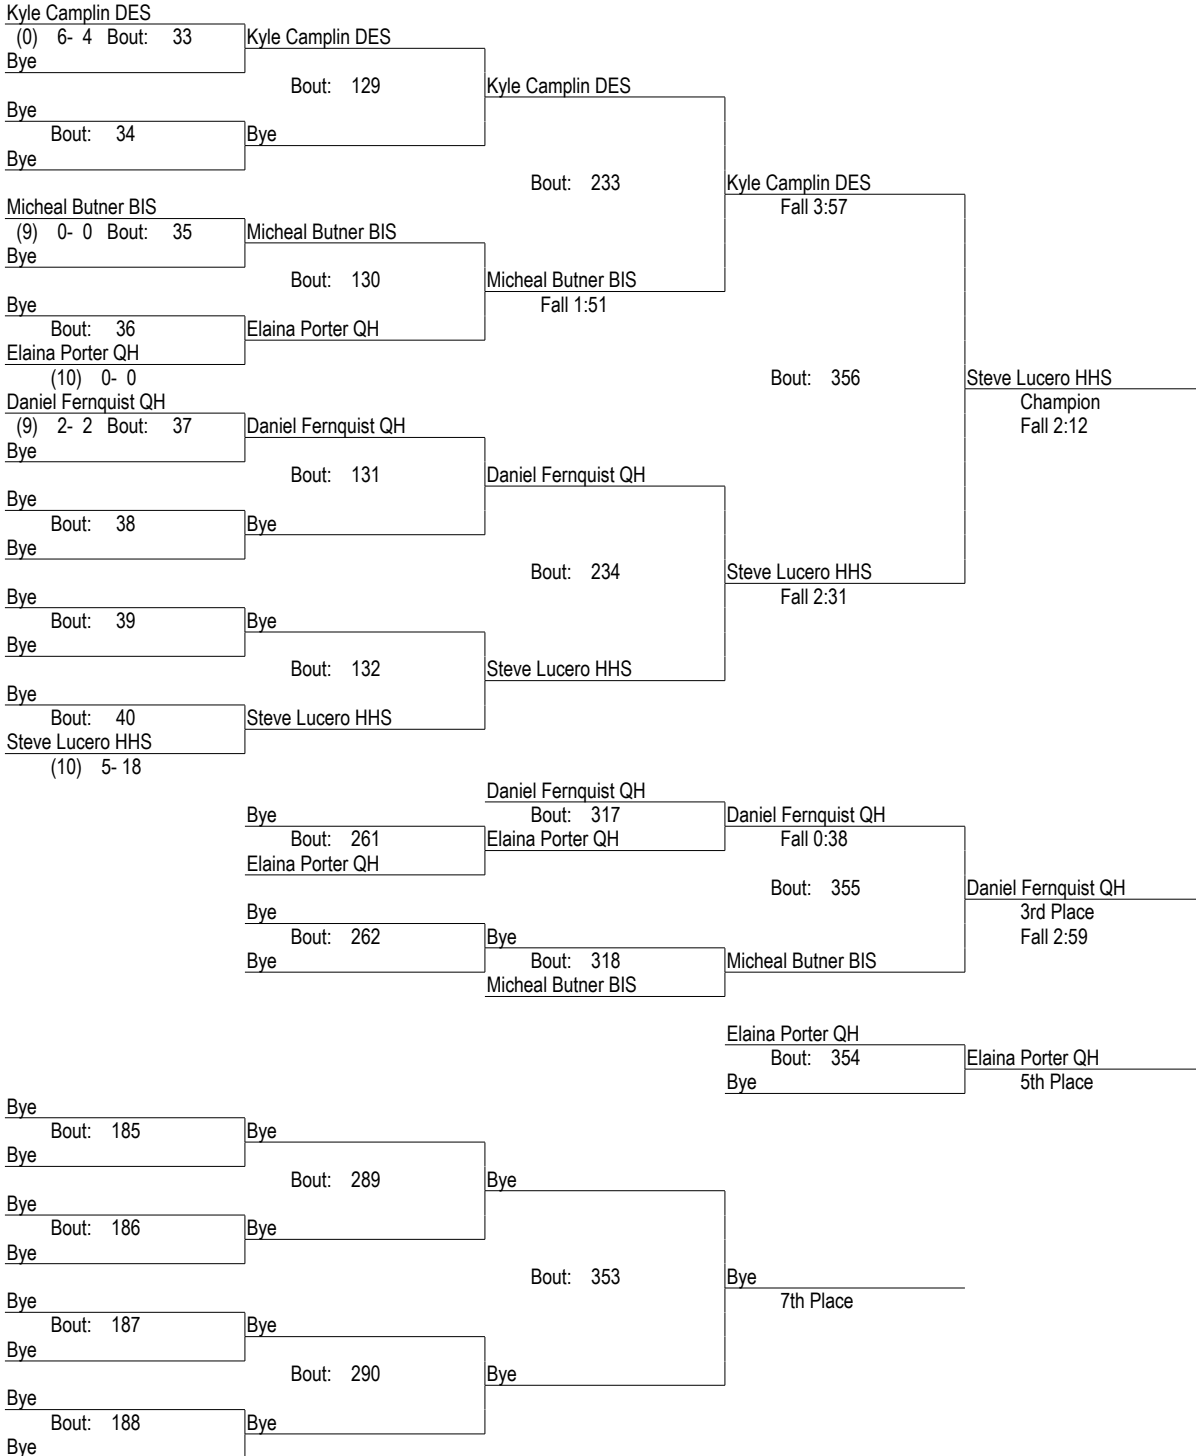 Kyle Camplin DES
(0) 6- 4 Bout: 33 Kyle Camplin DES
Bye
Bout: 129 Kyle Camplin DES
Bye
Bout: 34 Bye
Bye
Bout: 233 Kyle Camplin DES
Fall 3:57
Micheal Butner BIS
(9) 0- 0 Bout: 35 Micheal Butner BIS
Bye
Bout: 130 Micheal Butner BIS
Fall 1:51
Bye
Bout: 36 Elaina Porter QH
Elaina Porter QH
(10) 0- 0
Bout: 356 Steve Lucero HHS
Champion
Fall 2:12
Daniel Fernquist QH
(9) 2- 2 Bout: 37 Daniel Fernquist QH
Bye
Bout: 131 Daniel Fernquist QH
Bye
Bout: 38 Bye
Bye
Bout: 234 Steve Lucero HHS
Fall 2:31
Bye
Bout: 39 Bye
Bye
Bout: 132 Steve Lucero HHS
Bye
Bout: 40 Steve Lucero HHS
Steve Lucero HHS
(10) 5- 18
Daniel Fernquist QH
Bye Bout: 317 Daniel Fernquist QH
Bout: 261 Elaina Porter QH Fall 0:38
Elaina Porter QH
Bout: 355 Daniel Fernquist QH
Bye 3rd Place
Bout: 262 Bye Fall 2:59
Bye Bout: 318 Micheal Butner BIS
Micheal Butner BIS
Elaina Porter QH
Bout: 354 Elaina Porter QH
Bye 5th Place
Bye
Bout: 185 Bye
Bye
Bout: 289 Bye
Bye
Bout: 186 Bye
Bye
Bout: 353 Bye
7th Place
Bye
Bout: 187 Bye
Bye
Bout: 290 Bye
Bye
Bout: 188 Bye
Bye